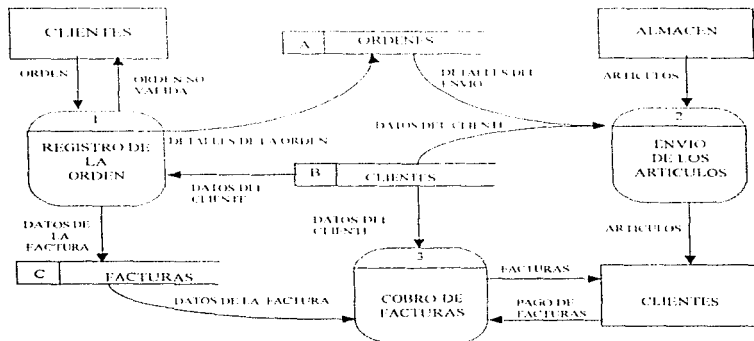 CLIENTES
A
ORDENES
ALMACEN
ORDEN
ORDEN NO
VALIDA
DETALLES DEL
ENVIO
ARTICULOS
1
REGISTRO DE
LA
ORDEN
DETALLES DE LA ORDEN
DATOS DEL CLIENTE
2
ENVIO
DE LOS
ARTICULOS
B
CLIENTES
DATOS DEL
CLIENTE
DATOS DE
LA
FACTURA
DATOS DEL
CLIENTE
ARTICULOS
C
FACTURAS
3
COBRO DE
FACTURAS
FACTURAS
DATOS DE LA FACTURA
PAGO DE
FACTURAS
CLIENTES